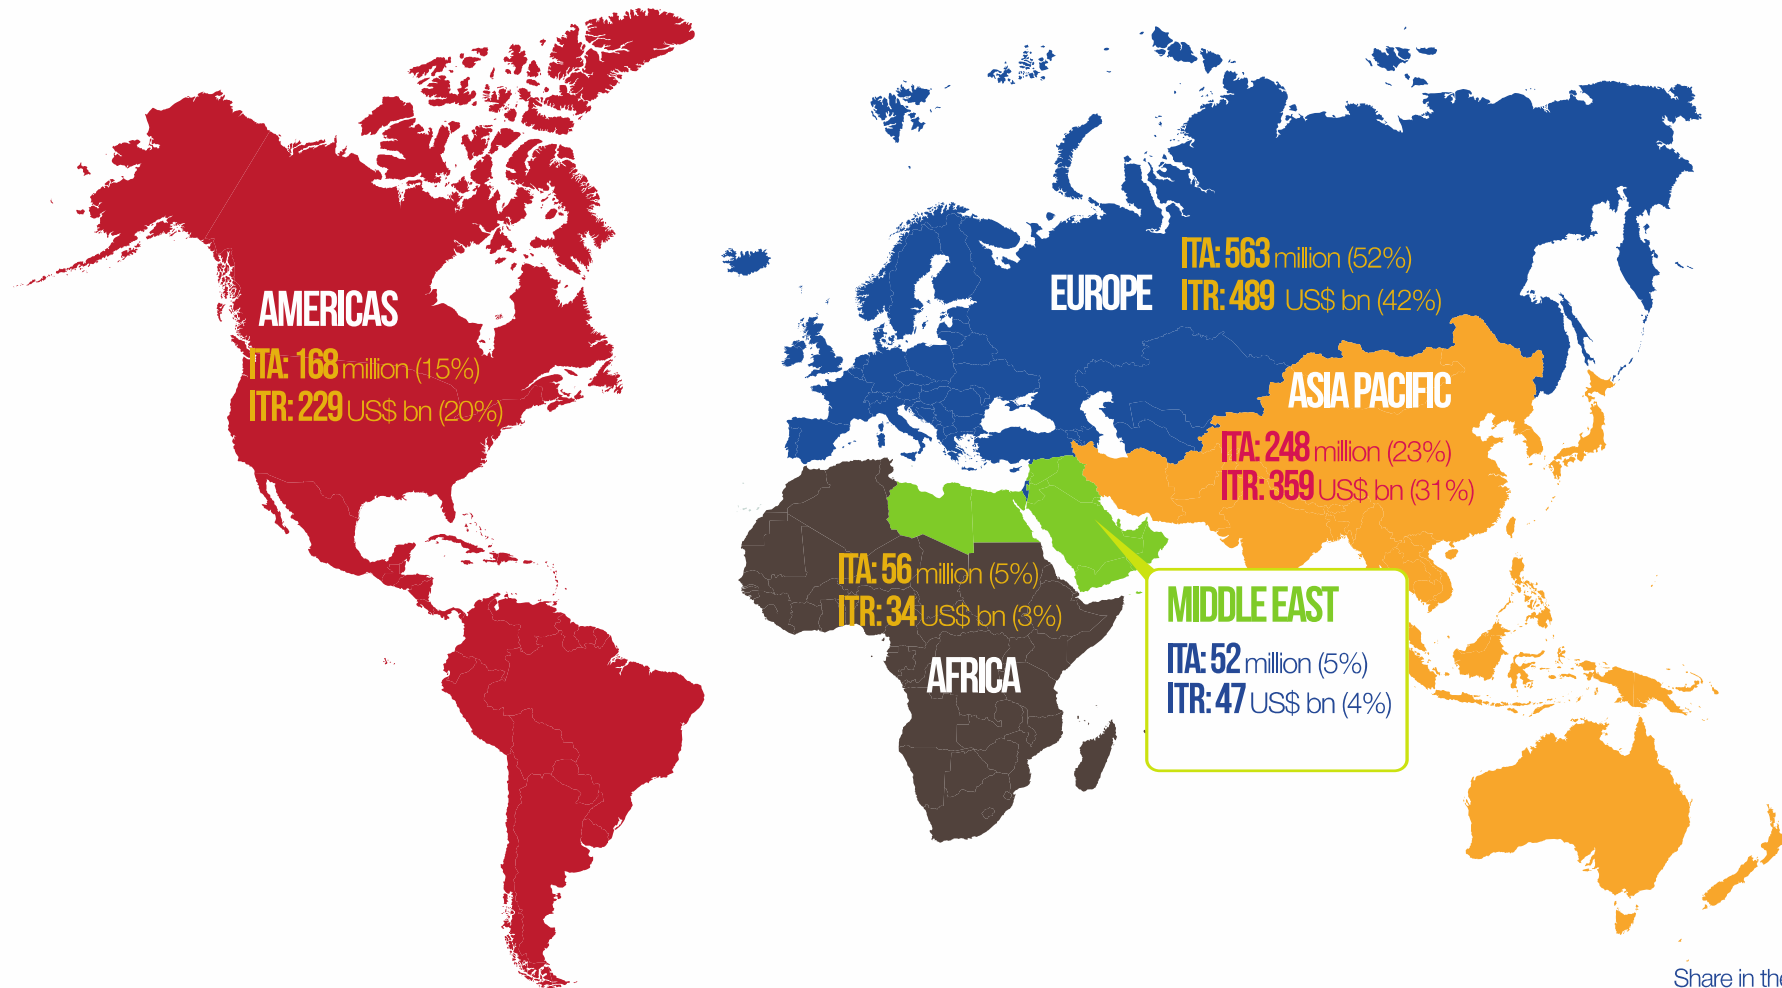 AMERICAS
ITA: 168 million (15%)
ITR: 229 US$ bn (20%)
EUROPE
ITA: 563 million (52%)
ITR: 489 US$ bn (42%)
ASIA PACIFIC
ITA: 248 million (23%)
ITR: 359 US$ bn (31%)
ITA: 56 million (5%)
ITR: 34 US$ bn (3%)
AFRICA
MIDDLE EAST
ITA: 52 million (5%)
ITR: 47 US$ bn (4%)
Share in the